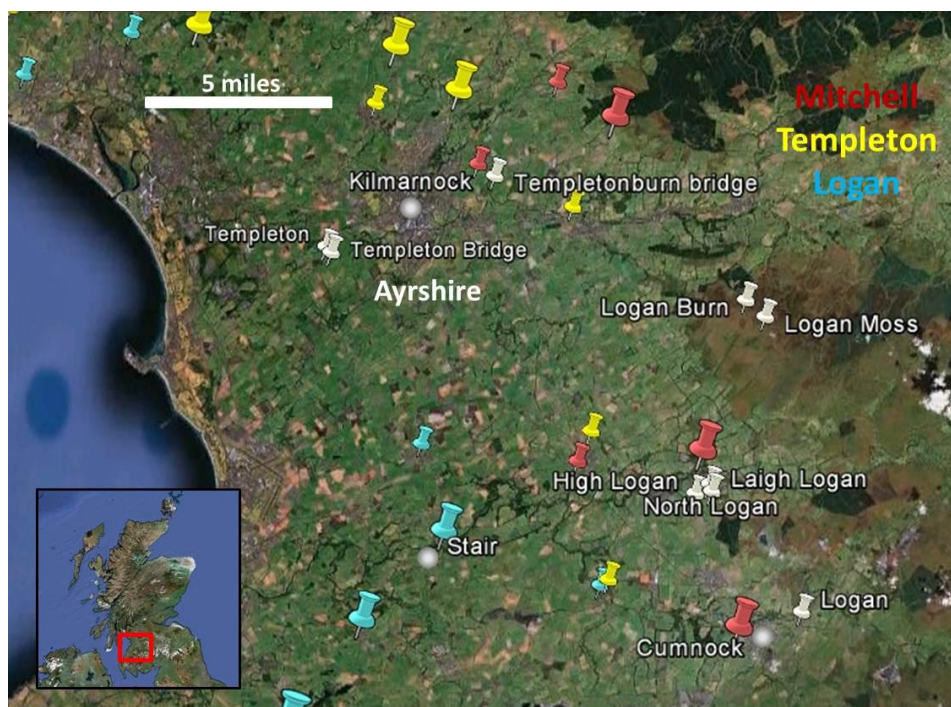 5 miles
Mitchell
Templeton
Logan
Kilmarnock
Templetonburn bridge
Templeton
Templeton Bridge
Ayrshire
Logan Burn
Logan Moss
High Logan
Laigh Logan
North Logan
Stair
Logan
Cumnock